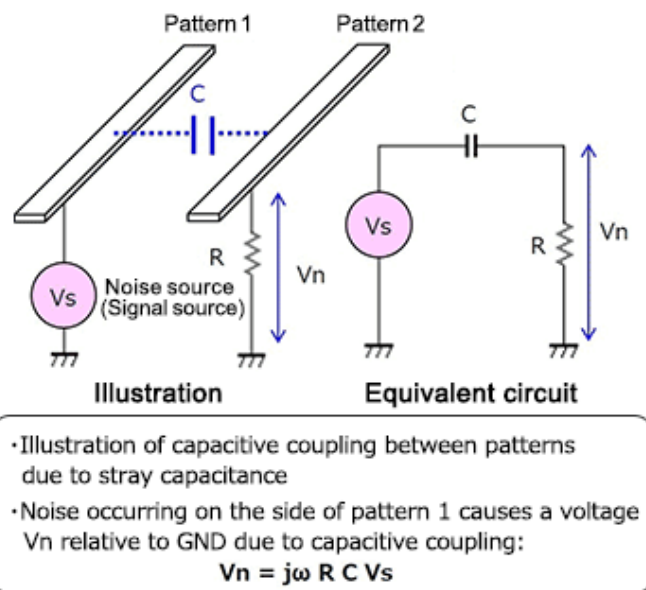 Pattern 1
Pattern 2
C
C
R
Vn
Vs
Noise source
(Signal source)
Vs
R
Vn
Illustration
Equivalent circuit
·Illustration of capacitive coupling between patterns
due to stray capacitance
·Noise occurring on the side of pattern 1 causes a voltage
Vn relative to GND due to capacitive coupling:
Vn = jω R C Vs